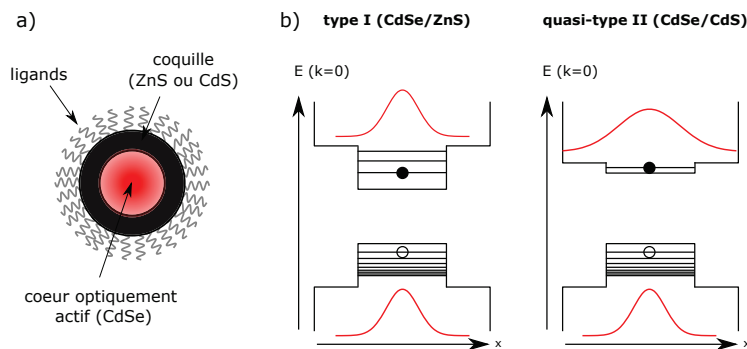 a)
ligands
coquille
(ZnS ou CdS)
coeur optiquement
actif (CdSe)
b)
type I (CdSe/ZnS)
quasi-type II (CdSe/CdS)
E (k=0)
E (k=0)
x
x